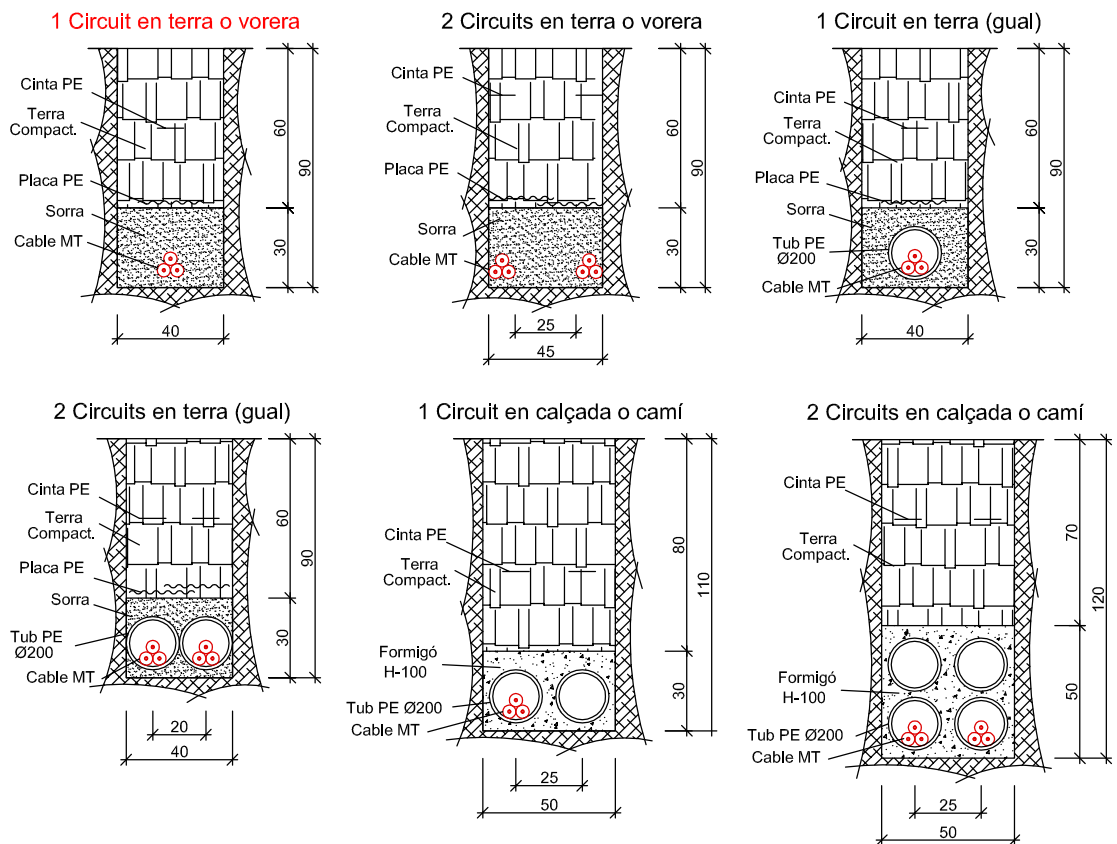 1 Circuit en terra o vorera
Cinta PE
Terra
Compact.
Placa PE
Sorra
Cable MT
60
90
30
40
2 Circuits en terra o vorera
Cinta PE
Terra
Compact.
Placa PE
Sorra
Cable MT
60
90
30
25
45
1 Circuit en terra (gual)
Cinta PE
Terra
Compact.
Placa PE
Sorra
Tub PE
Ø200
Cable MT
60
90
30
40
2 Circuits en terra (gual)
Cinta PE
Terra
Compact.
Placa PE
Sorra
Tub PE
Ø200
Cable MT
60
90
30
20
40
1 Circuit en calçada o camí
Cinta PE
Terra
Compact.
Formigó
H-100
Tub PE Ø200
Cable MT
80
110
30
25
50
2 Circuits en calçada o camí
Cinta PE
Terra
Compact.
Formigó
H-100
Tub PE Ø200
Cable MT
70
120
50
25
50